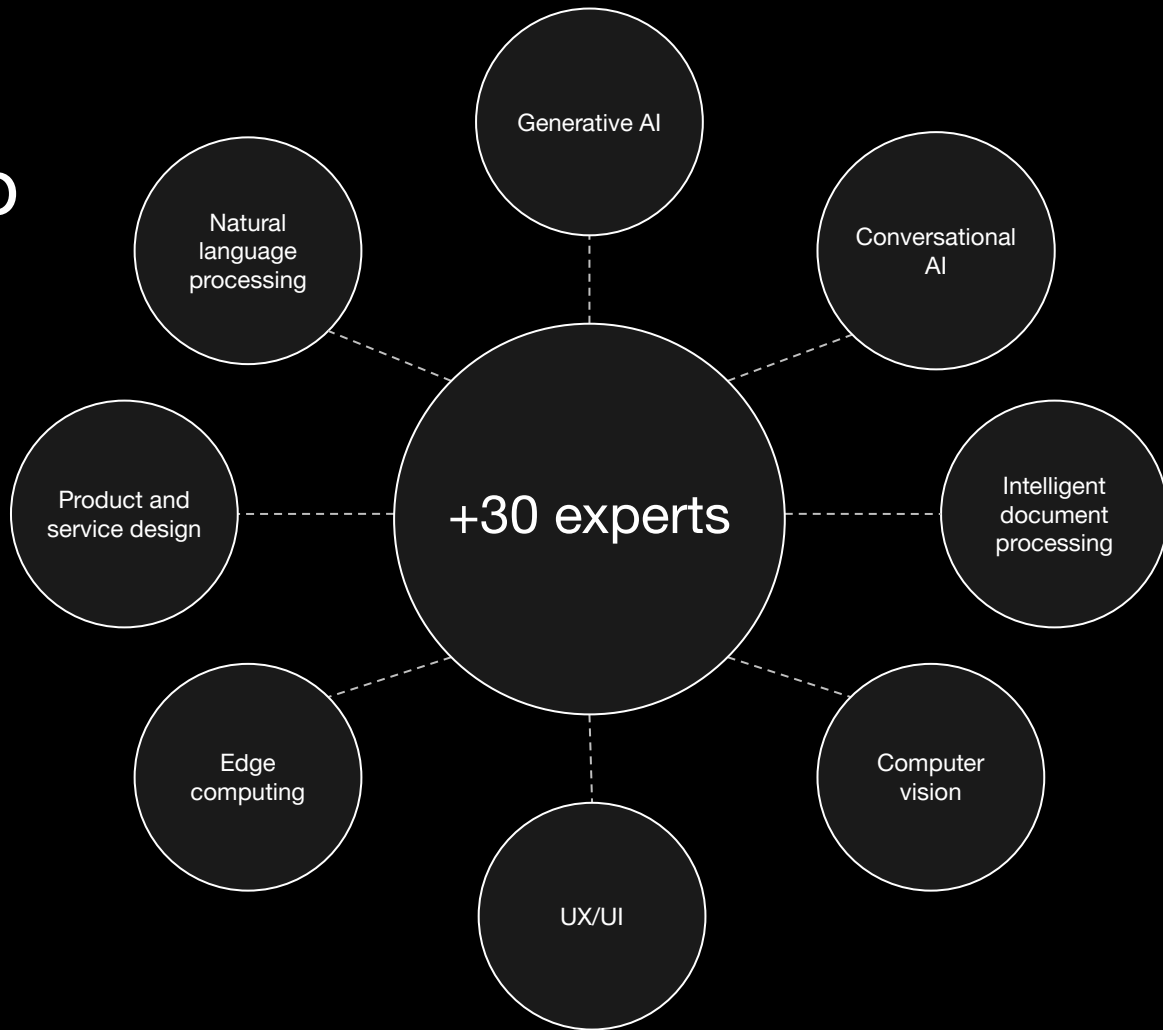 Generative AI
Natural
language
processing
Conversational
AI
Product and
service design
+30 experts
Intelligent
document
processing
Edge
computing
Computer
vision
UX/UI